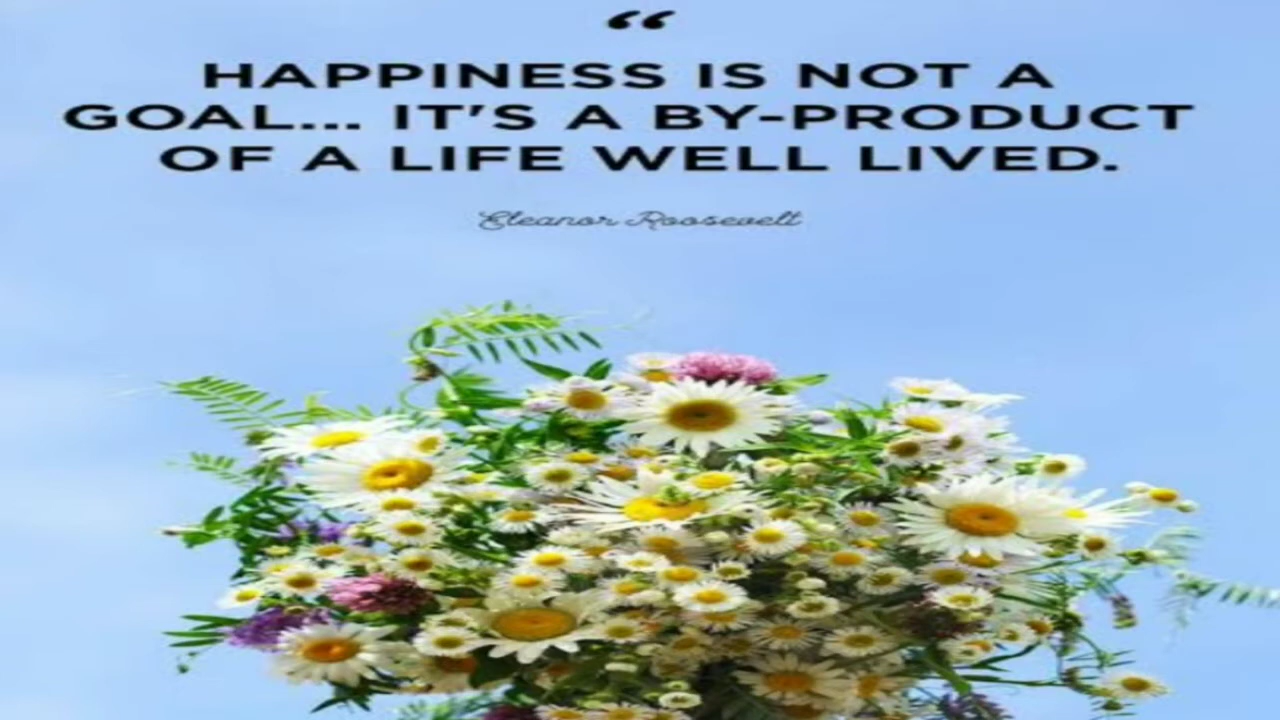 “
HAPPINESS IS NOT A
GOAL... IT'S A BY-PRODUCT
OF A LIFE WELL LIVED.
Eleanor Roosevelt